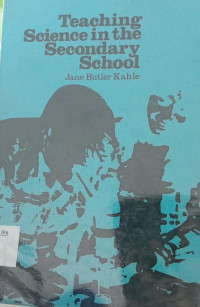 Teaching
Science in the
Secondary
School
Jane Butler Kahle